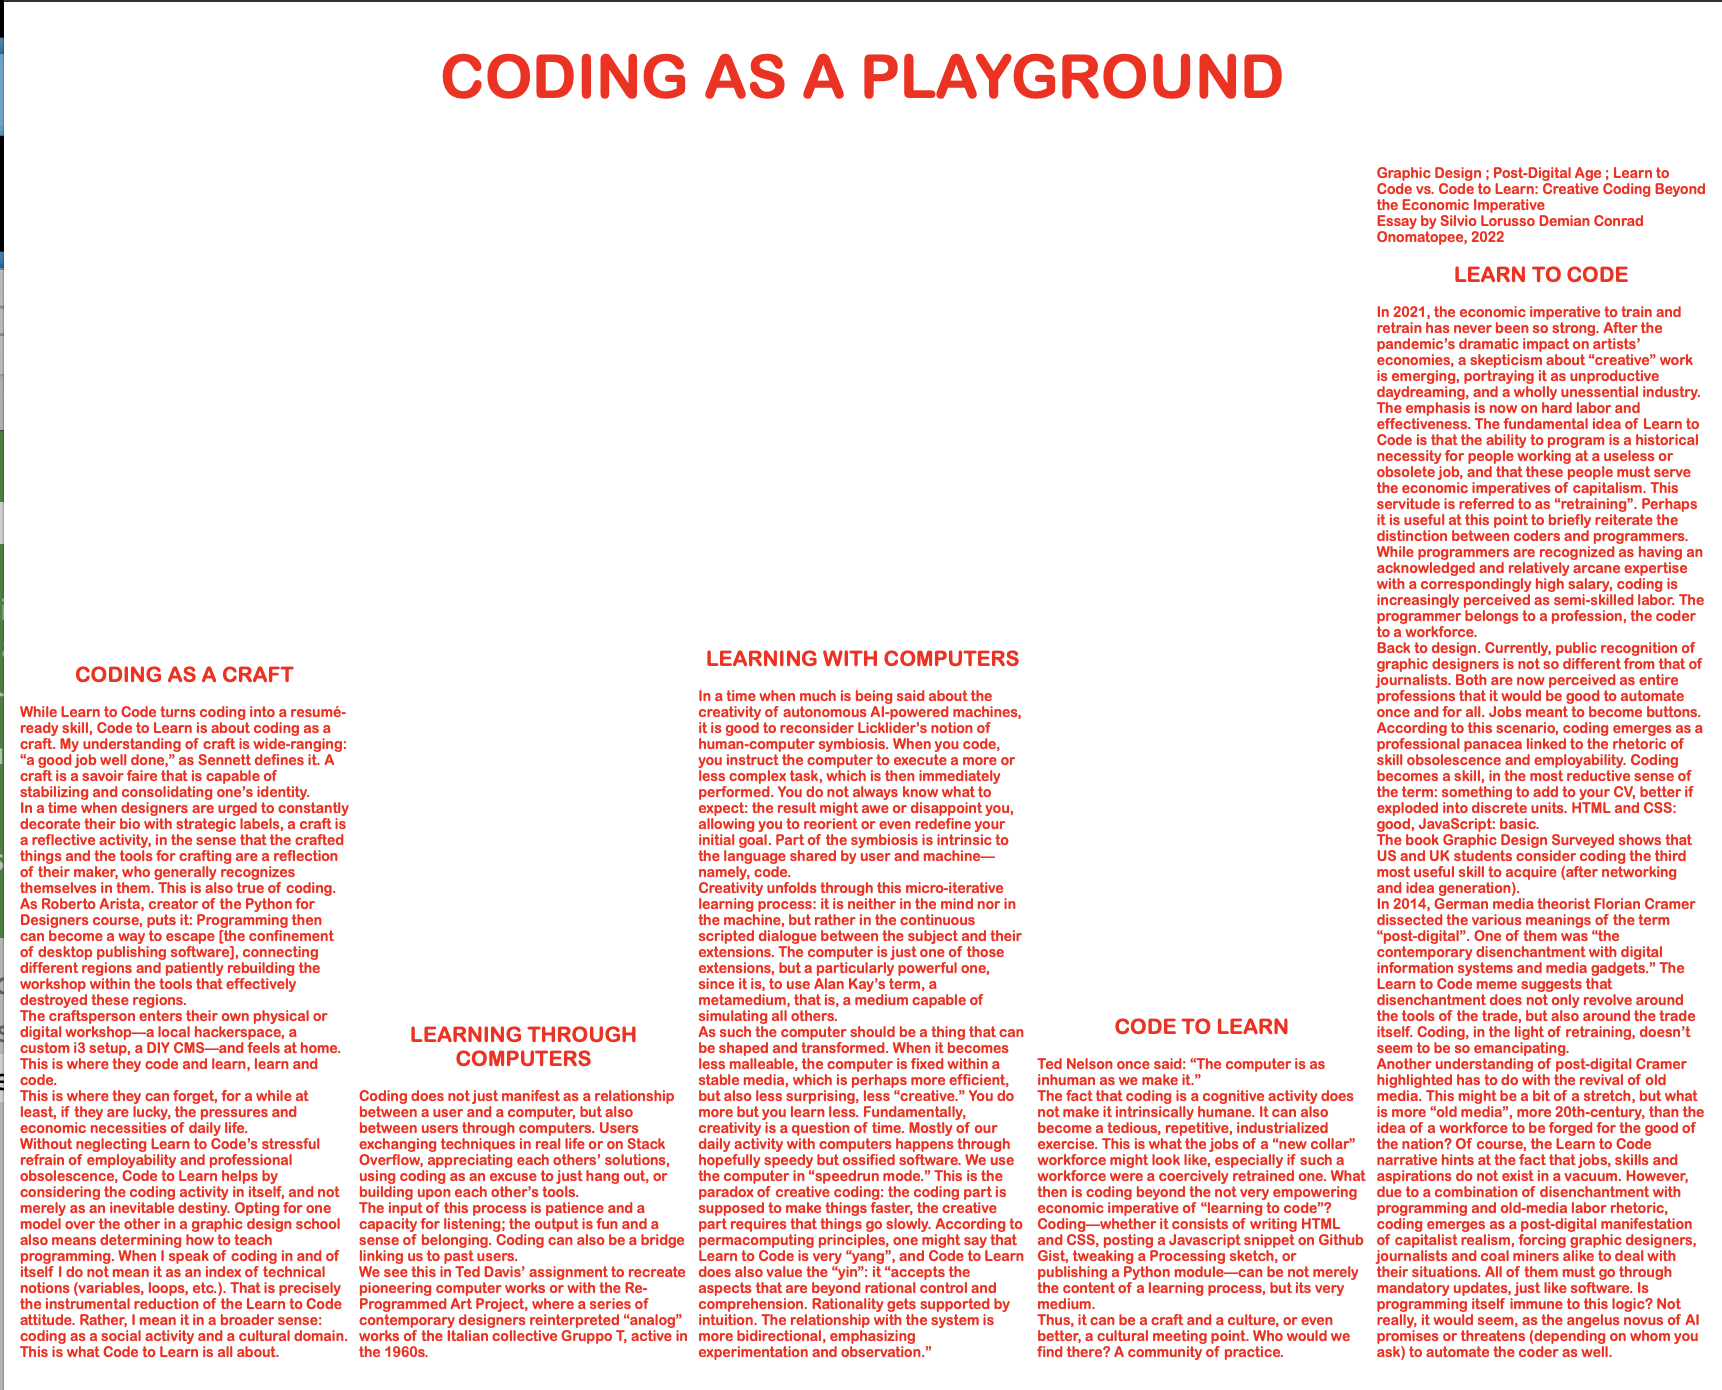 CODING AS A PLAYGROUND
CODING AS A CRAFT
While Learn to Code turns coding into a resumé-
ready skill, Code to Learn is about coding as a
craft. My understanding of craft is wide-ranging:
“a good job well done,” as Sennett defines it. A
craft is a savoir faire that is capable of
stabilizing and consolidating one’s identity.
In a time when designers are urged to constantly
decorate their bio with strategic labels, a craft is
a reflective activity, in the sense that the crafted
things and the tools for crafting are a reflection
of their maker, who generally recognizes
themselves in them. This is also true of coding.
As Roberto Arista, creator of the Python for
Designers course, puts it: Programming then
can become a way to escape [the confinement
of desktop publishing software], connecting
different regions and patiently rebuilding the
workshop within the tools that effectively
destroyed these regions.
The craftsperson enters their own physical or
digital workshop—a local hackerspace, a
custom i3 setup, a DIY CMS—and feels at home.
This is where they code and learn, learn and
code.
This is where they can forget, for a while at
least, if they are lucky, the pressures and
economic necessities of daily life.
Without neglecting Learn to Code’s stressful
refrain of employability and professional
obsolescence, Code to Learn helps by
considering the coding activity in itself, and not
merely as an inevitable destiny. Opting for one
model over the other in a graphic design school
also means determining how to teach
programming. When I speak of coding in and of
itself I do not mean it as an index of technical
notions (variables, loops, etc.). That is precisely
the instrumental reduction of the Learn to Code
attitude. Rather, I mean it in a broader sense:
coding as a social activity and a cultural domain.
This is what Code to Learn is all about.
LEARNING THROUGH
COMPUTERS
Coding does not just manifest as a relationship
between a user and a computer, but also
between users through computers. Users
exchanging techniques in real life or on Stack
Overflow, appreciating each others’ solutions,
using coding as an excuse to just hang out, or
building upon each other’s tools.
The input of this process is patience and a
capacity for listening; the output is fun and a
sense of belonging. Coding can also be a bridge
linking us to past users.
We see this in Ted Davis’ assignment to recreate
pioneering computer works or with the Re-
Programmed Art Project, where a series of
contemporary designers reinterpreted “analog”
works of the Italian collective Gruppo T, active in
the 1960s.
LEARNING WITH COMPUTERS
In a time when much is being said about the
creativity of autonomous AI-powered machines,
it is good to reconsider Licklider’s notion of
human-computer symbiosis. When you code,
you instruct the computer to execute a more or
less complex task, which is then immediately
performed. You do not always know what to
expect: the result might awe or disappoint you,
allowing you to reorient or even redefine your
initial goal. Part of the symbiosis is intrinsic to
the language shared by user and machine—
namely, code.
Creativity unfolds through this micro-iterative
learning process: it is neither in the mind nor in
the machine, but rather in the continuous
scripted dialogue between the subject and their
extensions. The computer is just one of those
extensions, but a particularly powerful one,
since it is, to use Alan Kay’s term, a
metamedium, that is, a medium capable of
simulating all others.
As such the computer should be a thing that can
be shaped and transformed. When it becomes
less malleable, the computer is fixed within a
stable media, which is perhaps more efficient,
but also less surprising, less “creative.” You do
more but you learn less. Fundamentally,
creativity is a question of time. Mostly of our
daily activity with computers happens through
hopefully speedy but ossified software. We use
the computer in “speedrun mode.” This is the
paradox of creative coding: the coding part is
supposed to make things faster, the creative
part requires that things go slowly. According to
permacomputing principles, one might say that
Learn to Code is very “yang”, and Code to Learn
does also value the “yin”: it “accepts the
aspects that are beyond rational control and
comprehension. Rationality gets supported by
intuition. The relationship with the system is
more bidirectional, emphasizing
experimentation and observation.”
CODE TO LEARN
Ted Nelson once said: “The computer is as
inhuman as we make it.”
The fact that coding is a cognitive activity does
not make it intrinsically humane. It can also
become a tedious, repetitive, industrialized
exercise. This is what the jobs of a “new collar”
workforce might look like, especially if such a
workforce were a coercively retrained one. What
then is coding beyond the not very empowering
economic imperative of “learning to code”?
Coding—whether it consists of writing HTML
and CSS, posting a Javascript snippet on Github
Gist, tweaking a Processing sketch, or
publishing a Python module—can be not merely
the content of a learning process, but its very
medium.
Thus, it can be a craft and a culture, or even
better, a cultural meeting point. Who would we
find there? A community of practice.
Graphic Design ; Post-Digital Age ; Learn to
Code vs. Code to Learn: Creative Coding Beyond
the Economic Imperative
Essay by Silvio Lorusso Demian Conrad
Onomatopee, 2022
LEARN TO CODE
In 2021, the economic imperative to train and
retrain has never been so strong. After the
pandemic’s dramatic impact on artists’
economies, a skepticism about “creative” work
is emerging, portraying it as unproductive
daydreaming, and a wholly unessential industry.
The emphasis is now on hard labor and
effectiveness. The fundamental idea of Learn to
Code is that the ability to program is a historical
necessity for people working at a useless or
obsolete job, and that these people must serve
the economic imperatives of capitalism. This
servitude is referred to as “retraining”. Perhaps
it is useful at this point to briefly reiterate the
distinction between coders and programmers.
While programmers are recognized as having an
acknowledged and relatively arcane expertise
with a correspondingly high salary, coding is
increasingly perceived as semi-skilled labor. The
programmer belongs to a profession, the coder
to a workforce.
Back to design. Currently, public recognition of
graphic designers is not so different from that of
journalists. Both are now perceived as entire
professions that it would be good to automate
once and for all. Jobs meant to become buttons.
According to this scenario, coding emerges as a
professional panacea linked to the rhetoric of
skill obsolescence and employability. Coding
becomes a skill, in the most reductive sense of
the term: something to add to your CV, better if
exploded into discrete units. HTML and CSS:
good, JavaScript: basic.
The book Graphic Design Surveyed shows that
US and UK students consider coding the third
most useful skill to acquire (after networking
and idea generation).
In 2014, German media theorist Florian Cramer
dissected the various meanings of the term
“post-digital”. One of them was “the
contemporary disenchantment with digital
information systems and media gadgets.” The
Learn to Code meme suggests that
disenchantment does not only revolve around
the tools of the trade, but also around the trade
itself. Coding, in the light of retraining, doesn’t
seem to be so emancipating.
Another understanding of post-digital Cramer
highlighted has to do with the revival of old
media. This might be a bit of a stretch, but what
is more “old media”, more 20th-century, than the
idea of a workforce to be forged for the good of
the nation? Of course, the Learn to Code
narrative hints at the fact that jobs, skills and
aspirations do not exist in a vacuum. However,
due to a combination of disenchantment with
programming and old-media labor rhetoric,
coding emerges as a post-digital manifestation
of capitalist realism, forcing graphic designers,
journalists and coal miners alike to deal with
their situations. All of them must go through
mandatory updates, just like software. Is
programming itself immune to this logic? Not
really, it would seem, as the angelus novus of AI
promises or threatens (depending on whom you
ask) to automate the coder as well.